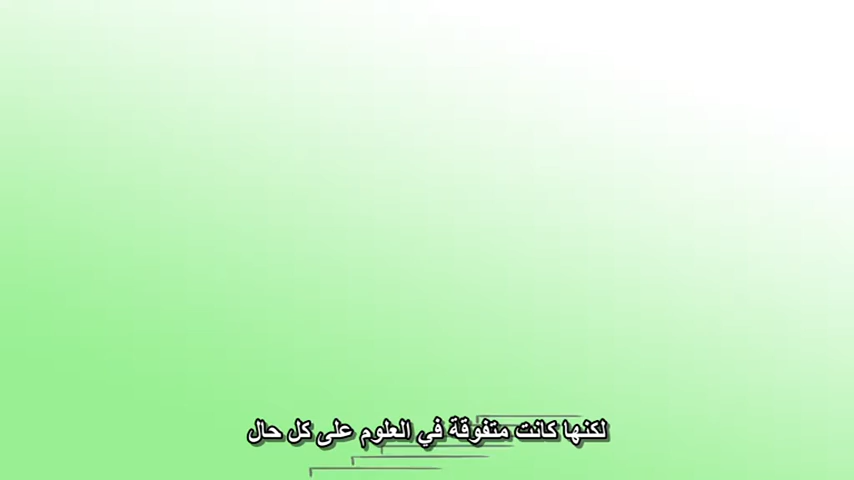 لكنها كانت متفوقة في العلوم على كل حال